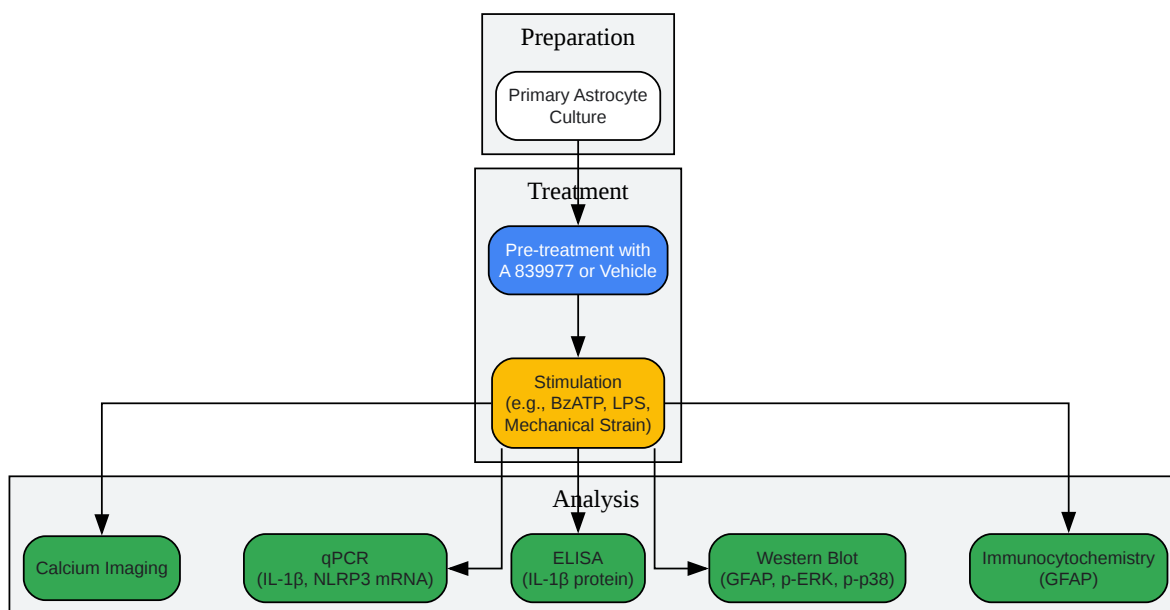 Preparation
Primary Astrocyte
Culture
Treatment
Pre-treatment with
A 839977 or Vehicle
Stimulation
(e.g., BzATP, LPS,
Mechanical Strain)
Analysis
Calcium Imaging
qPCR
(IL-1β, NLRP3 mRNA)
ELISA
(IL-1β protein)
Western Blot
(GFAP, p-ERK, p-p38)
Immunocytochemistry
(GFAP)